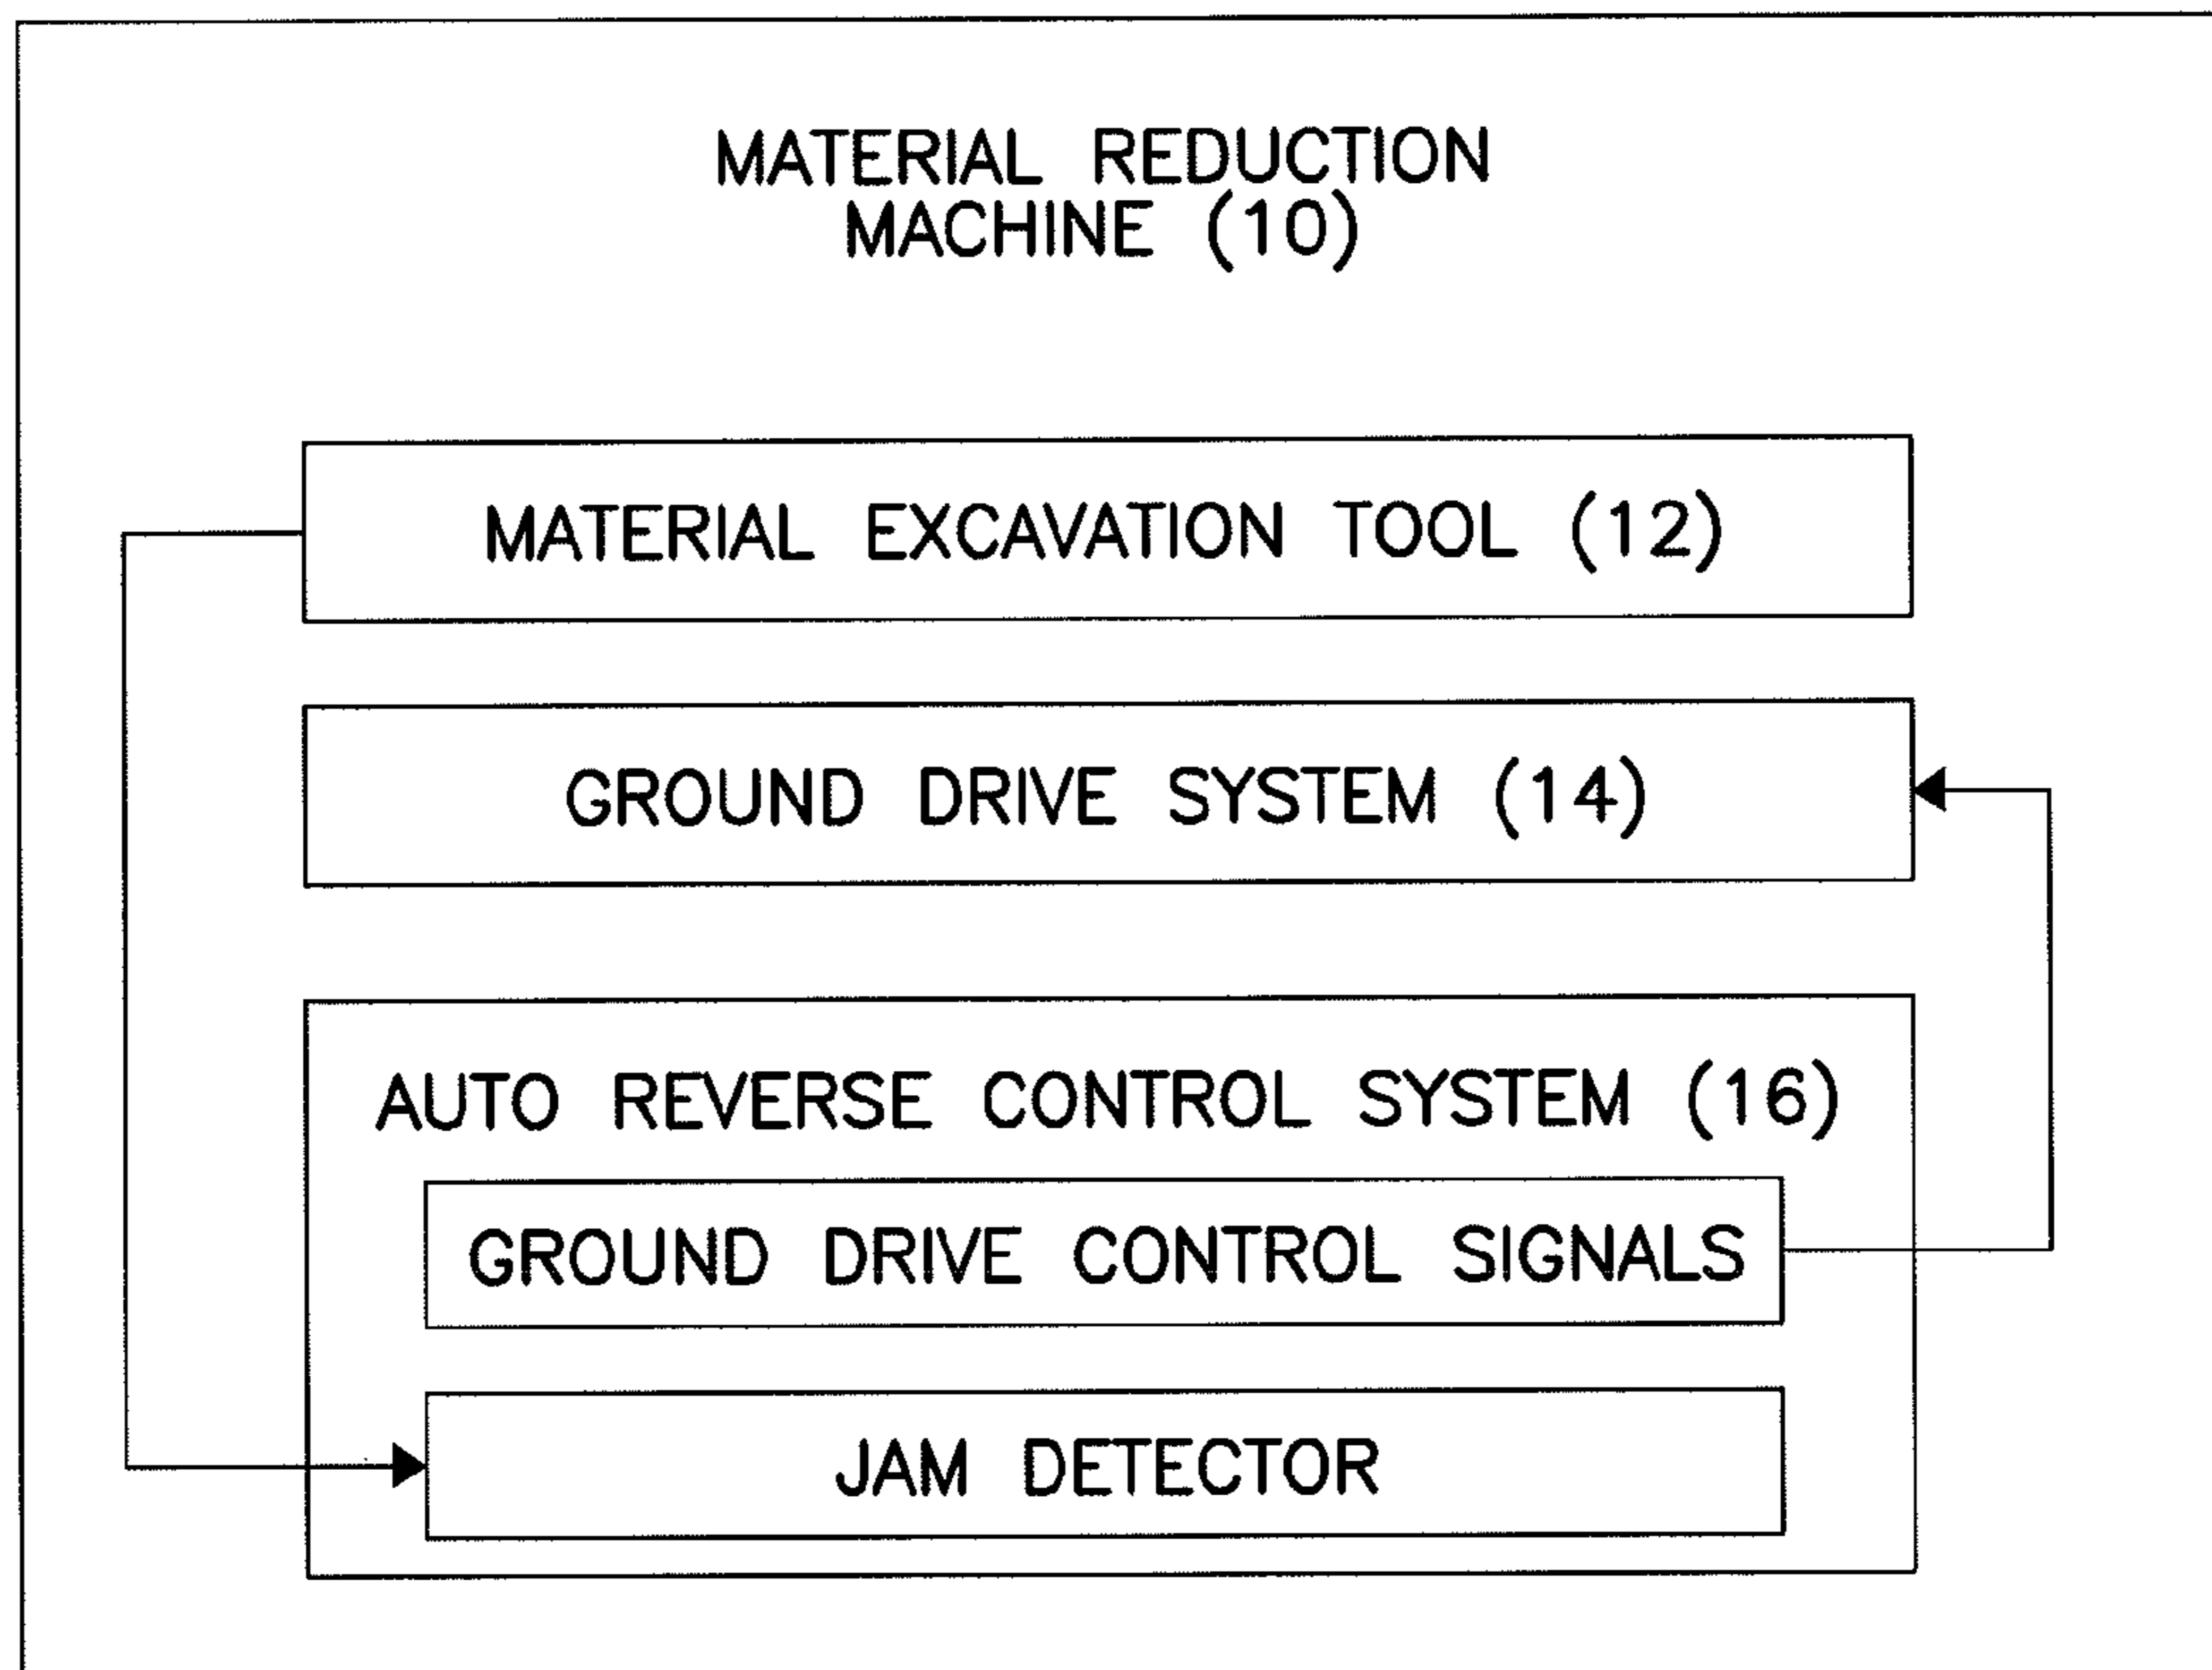 MATERIAL REDUCTION
MACHINE (10)
MATERIAL EXCAVATION TOOL (12)
GROUND DRIVE SYSTEM (14)
AUTO REVERSE CONTROL SYSTEM (16)
GROUND DRIVE CONTROL SIGNALS
JAM DETECTOR